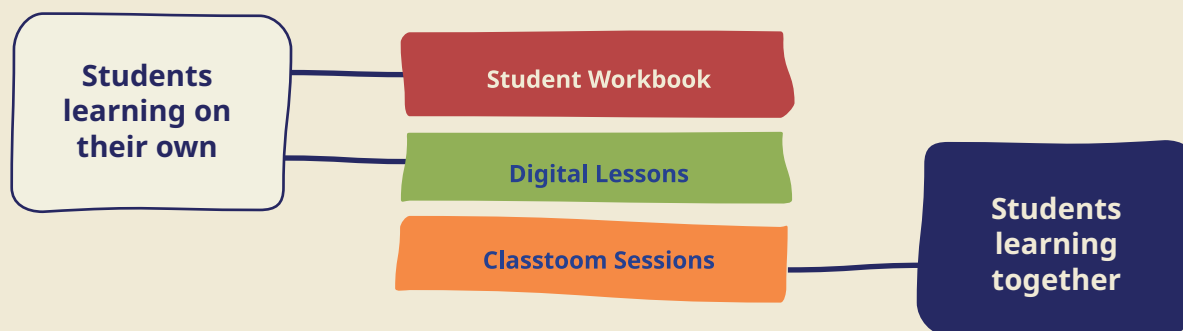 Students
learning on
their own
Student Workbook
Digital Lessons
Classtoom Sessions
Students
learning
together